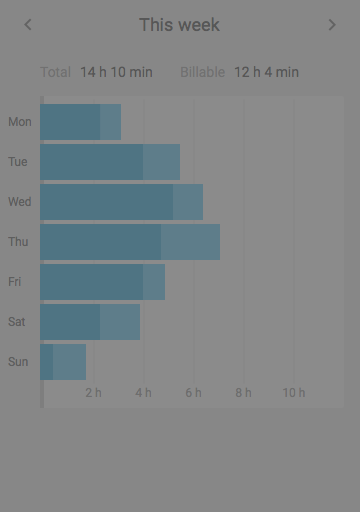 This week
Total 14 h 10 min Billable 12 h 4 min
Mon
Tue
Wed
Thu
Fri
Sat
Sun
2 h 4 h 6 h 8 h 10 h